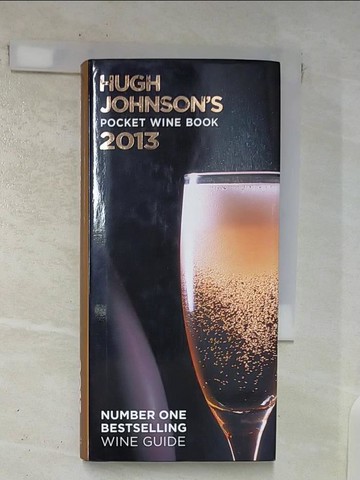 HUGH
JOHNSON'S
POCKET WINE BOOK
2013
NUMBER ONE
BESTSELLING
WINE GUIDE